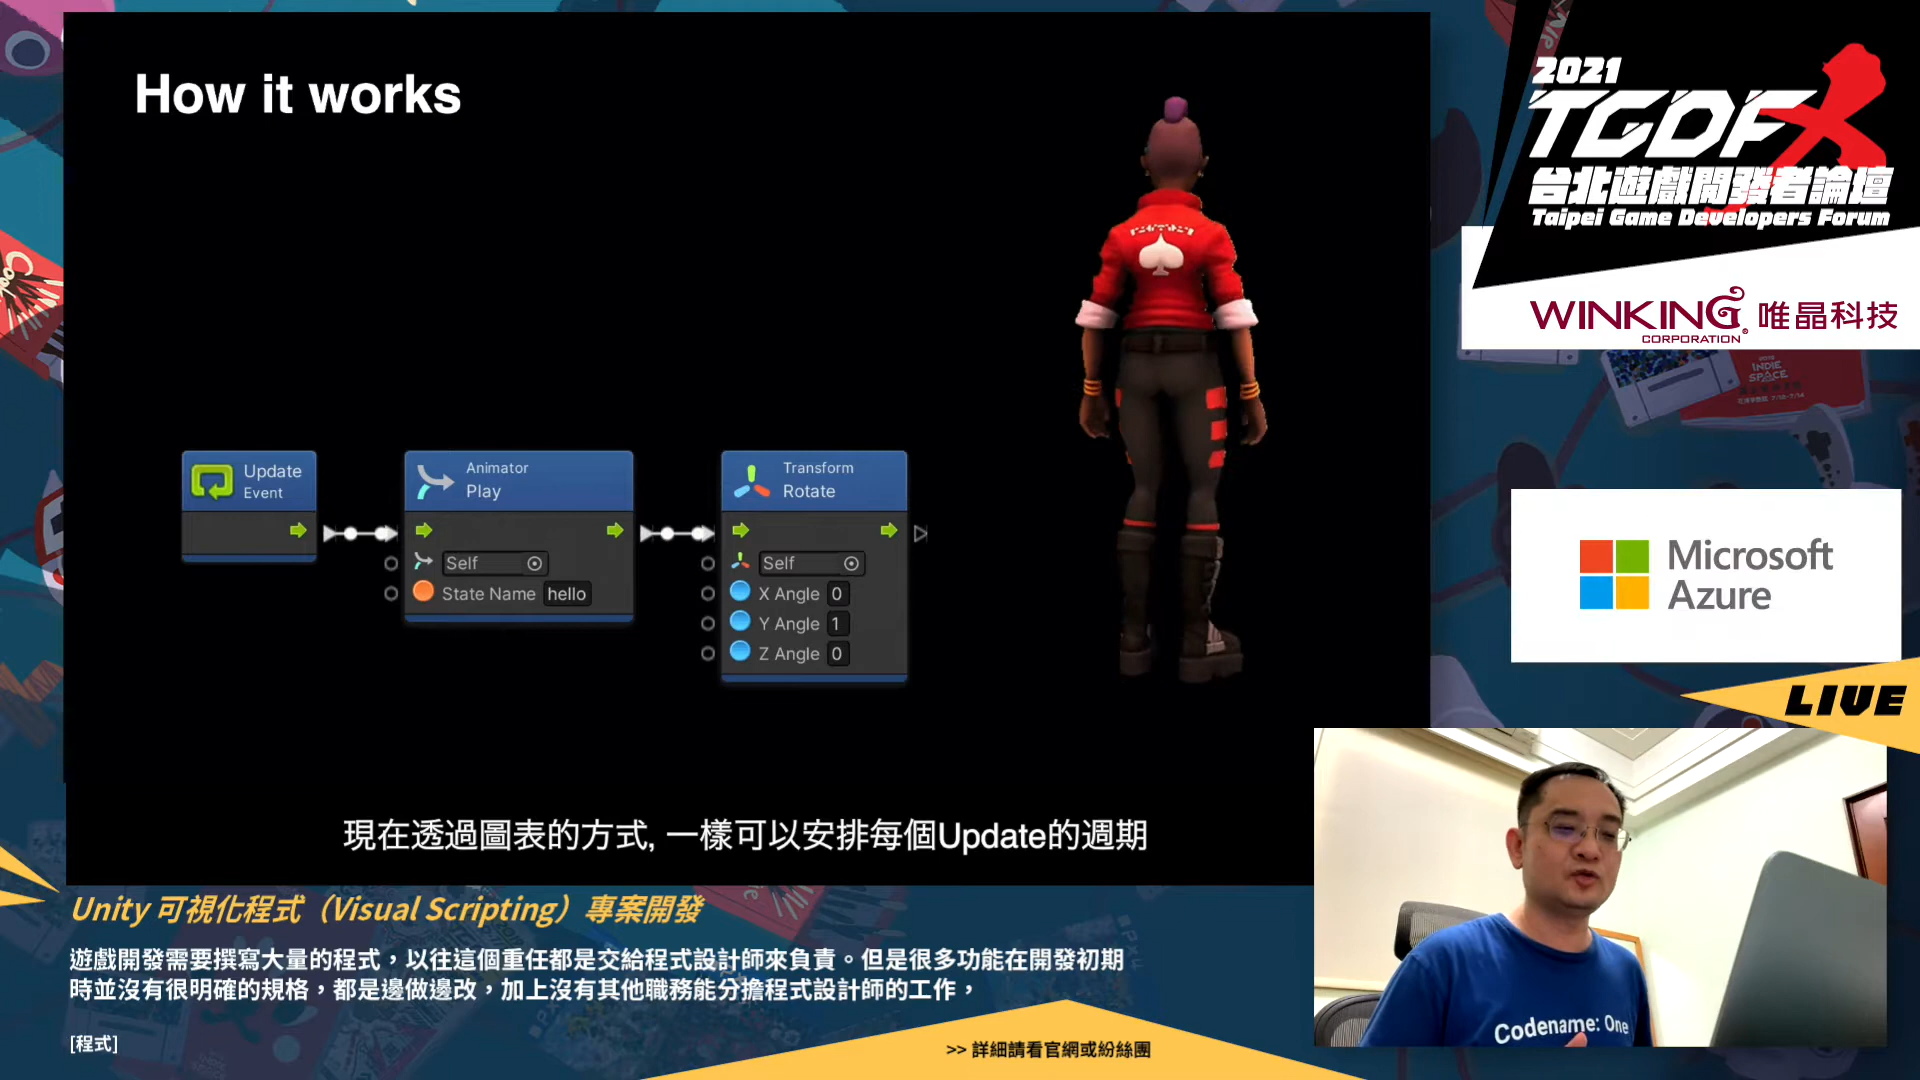 How it works
Update
Event
Animator
Play
Self
State Name hello
Transform
Rotate
Self
X Angle 0
Y Angle 1
Z Angle 0
現在透過圖表的方式, 一樣可以安排每個Update的週期
2021
TGDF
台北遊戲開發者論壇
Taipei Game Developers Forum
WINKING 唯晶科技
CORPORATION
INDIE
SPACE
Microsoft
Azure
LIVE
Codename: One
Unity 可視化程式（Visual Scripting）專案開發
遊戲開發需要撰寫大量的程式，以往這個重任都是交給程式設計師來負責。但是很多功能在開發初期
時並沒有很明確的規格，都是邊做邊改，加上沒有其他職務能分擔程式設計師的工作，
[程式]
>> 詳細請看官網或紛絲團